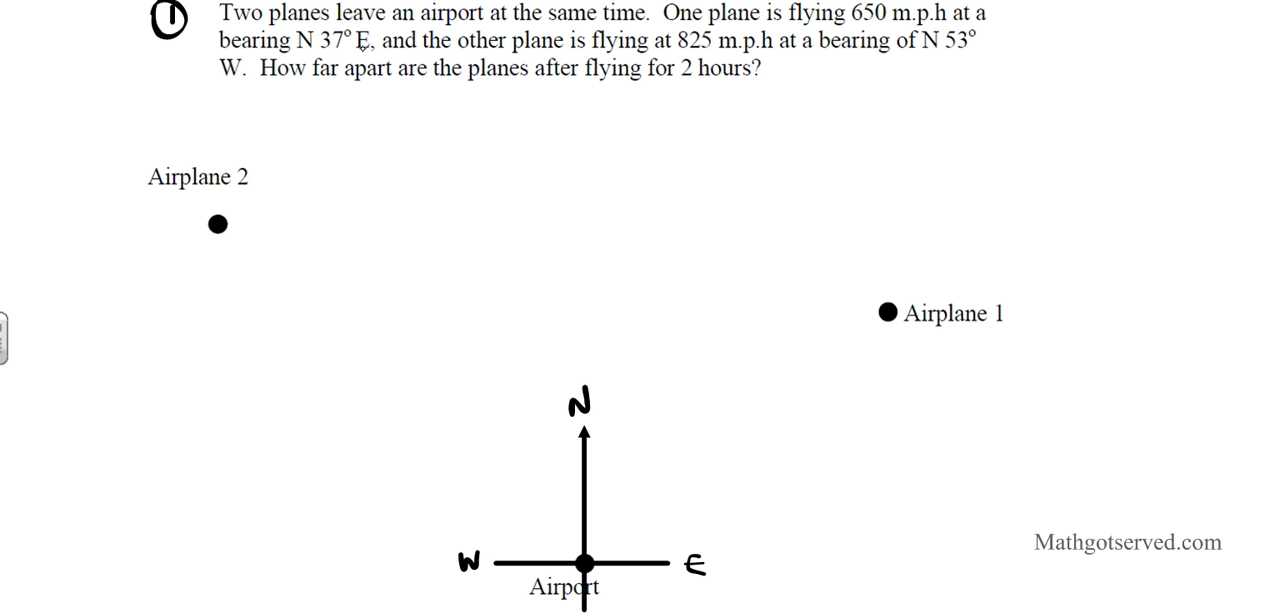 1
Two planes leave an airport at the same time. One plane is flying 650 m.p.h at a
bearing N 37° E, and the other plane is flying at 825 m.p.h at a bearing of N 53°
W. How far apart are the planes after flying for 2 hours?
Airplane 2
Airplane 1
N
W
E
Airport
Mathgotserved.com